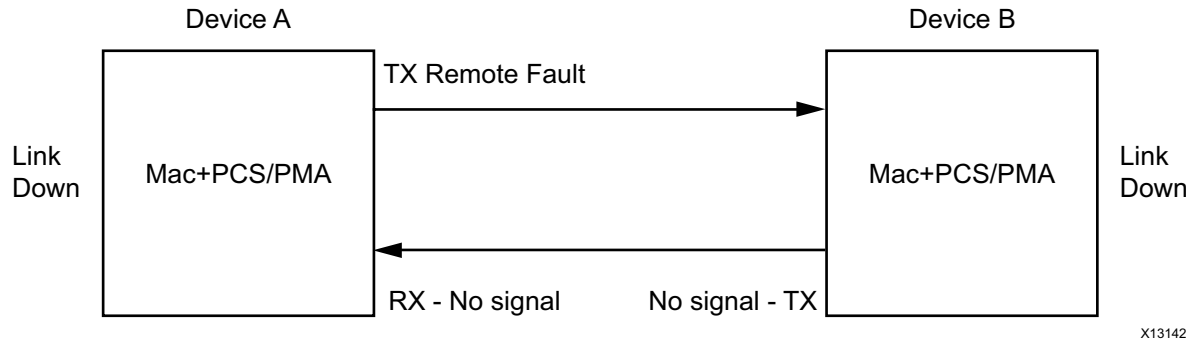 Device A
Device B
TX Remote Fault
Link
Down
Mac+PCS/PMA
Mac+PCS/PMA
Link
Down
RX - No signal
No signal - TX
X13142